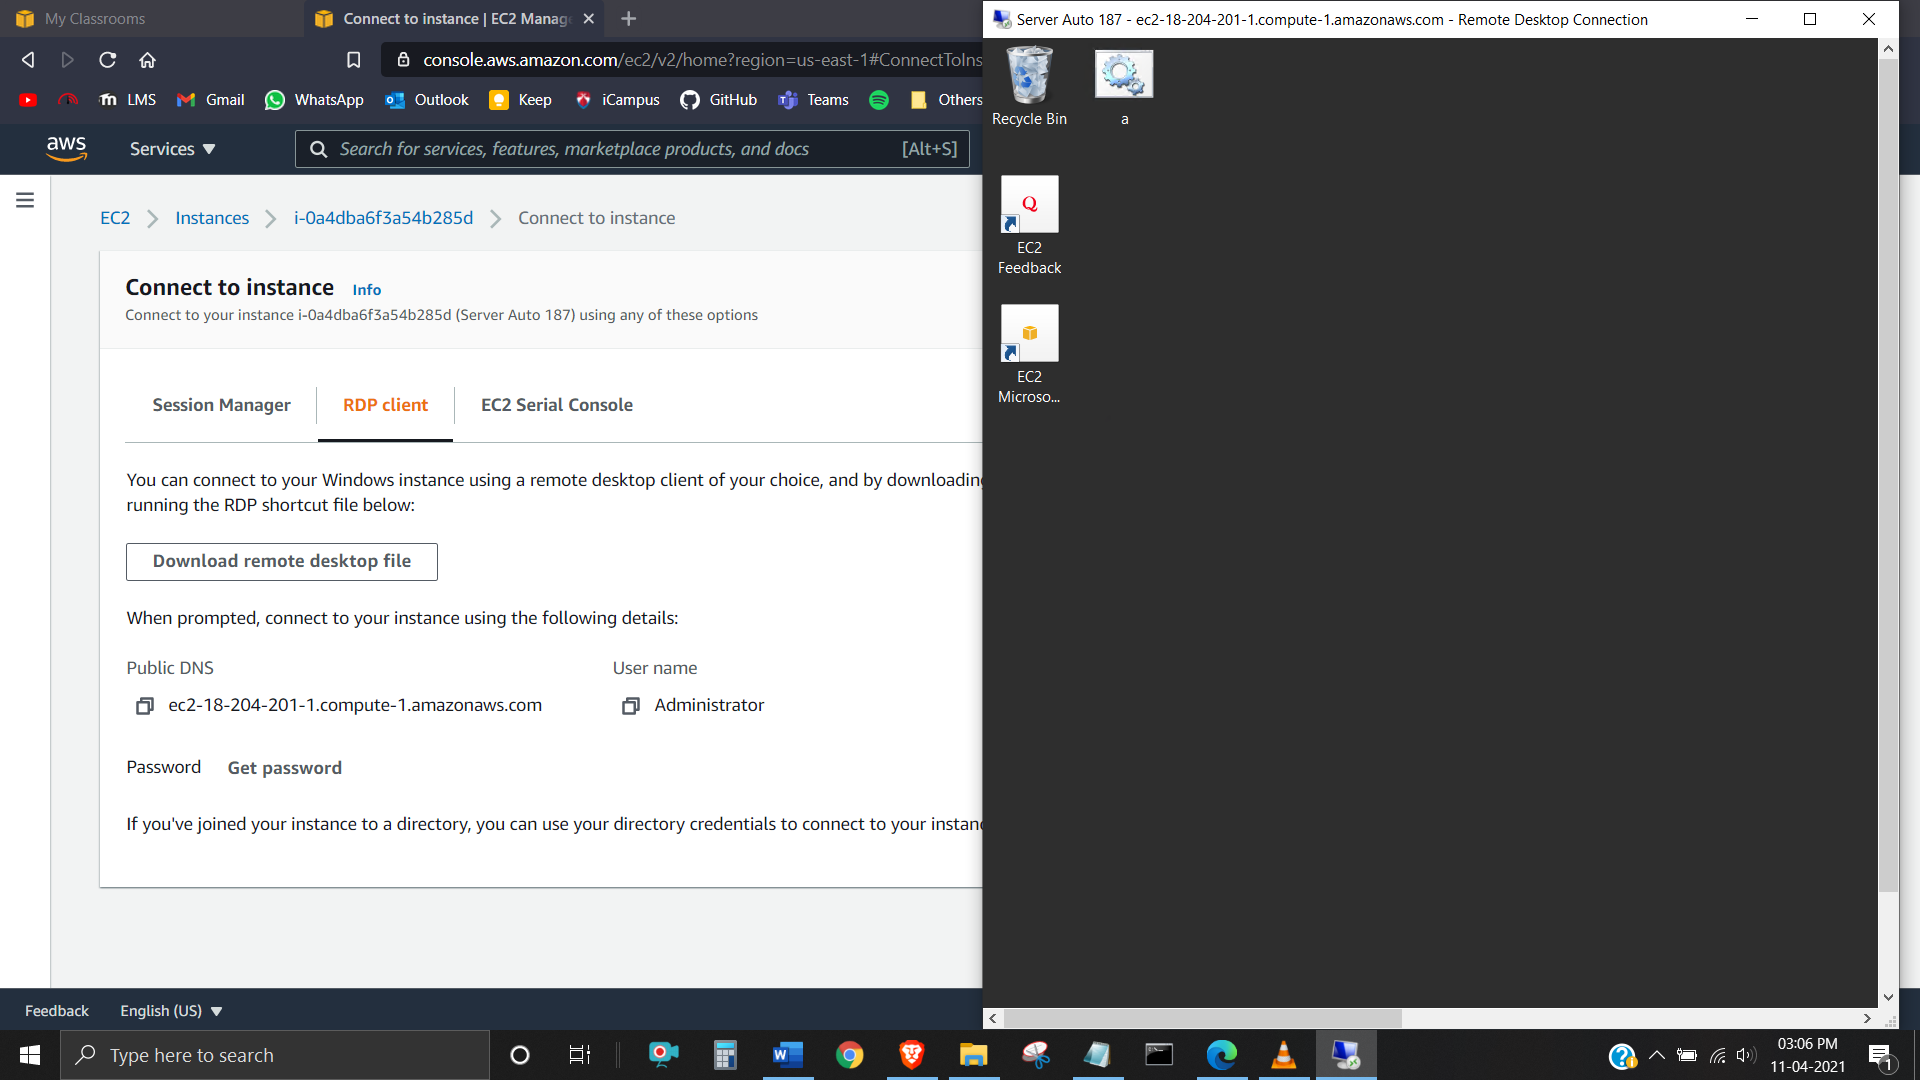 My Classrooms
Connect to instance | EC2 Manag
Server Auto 187 - ec2-18-204-201-1.compute-1.amazonaws.com - Remote Desktop Connection
console.aws.amazon.com/ec2/v2/home?region=us-east-1#ConnectToIns
LMS
Gmail
WhatsApp
Outlook
Keep
iCampus
GitHub
Teams
Others
aws
Services
Search for services, features, marketplace products, and docs
[Alt+S]
EC2
Instances
i-0a4dba6f3a54b285d
Connect to instance
Connect to instance Info
Connect to your instance i-0a4dba6f3a54b285d (Server Auto 187) using any of these options
Session Manager
RDP client
EC2 Serial Console
You can connect to your Windows instance using a remote desktop client of your choice, and by downloading
running the RDP shortcut file below:
Download remote desktop file
When prompted, connect to your instance using the following details:
Public DNS
User name
ec2-18-204-201-1.compute-1.amazonaws.com
Administrator
Password
Get password
If you've joined your instance to a directory, you can use your directory credentials to connect to your instan
Feedback
English (US)
Recycle Bin
a
Q
EC2
Feedback
EC2
Microso...
Type here to search
03:06 PM
11-04-2021
1